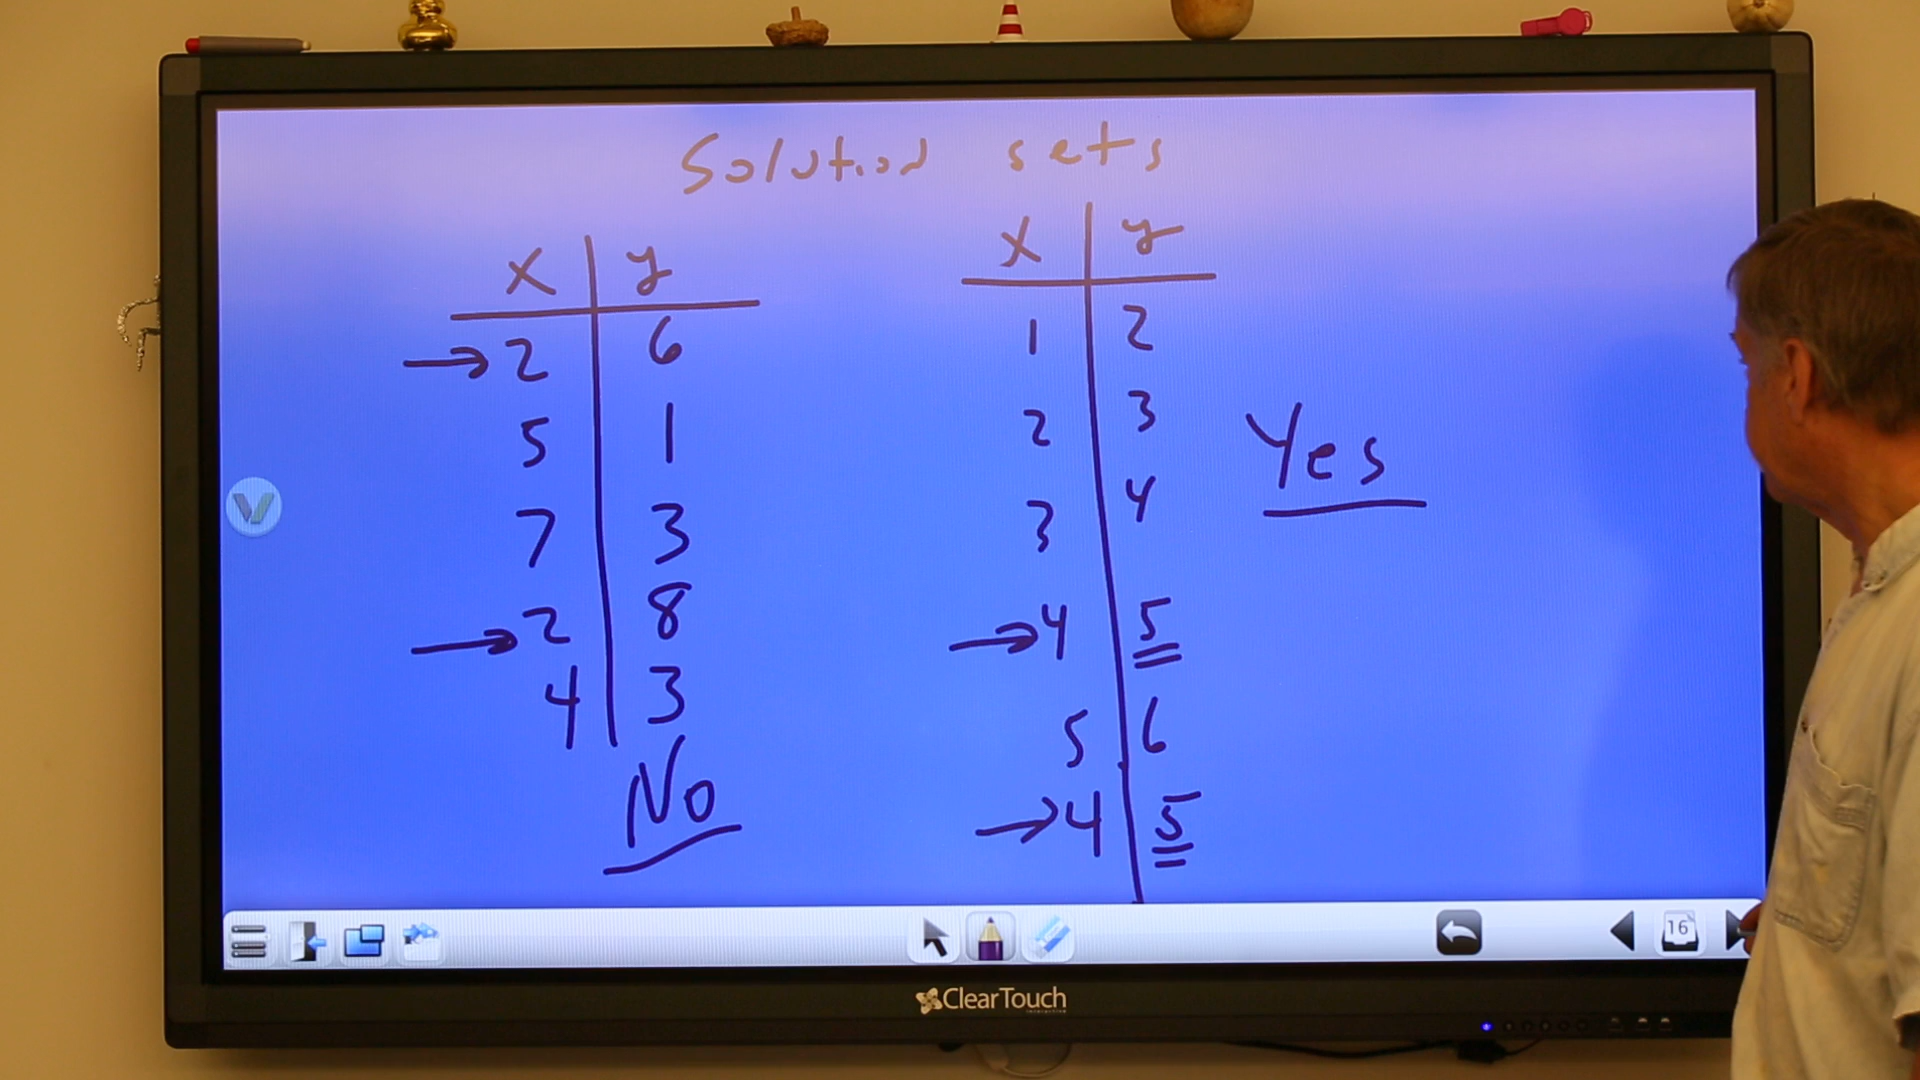 Solution sets
x y
→2 6
5 1
7 3
→2 8
4 3
No
x y
1 2
2 3
3 4
→4 5
5 6
→4 5
Yes
16
ClearTouch